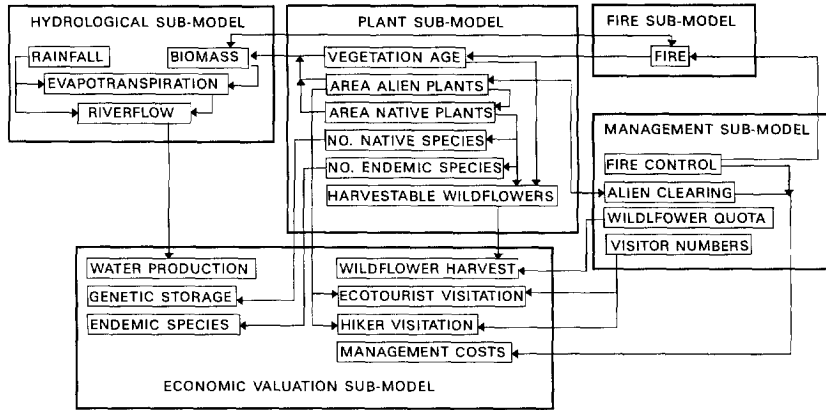 HYDROLOGICAL SUB-MODEL
RAINFALL
BIOMASS
EVAPOTRANSPIRATION
RIVERFLOW
PLANT SUB-MODEL
VEGETATION AGE
AREA ALIEN PLANTS
AREA NATIVE PLANTS
NO. NATIVE SPECIES
NO. ENDEMIC SPECIES
HARVESTABLE WILDFLOWERS
FIRE SUB-MODEL
FIRE
MANAGEMENT SUB-MODEL
FIRE CONTROL
ALIEN CLEARING
WILDLFOWER QUOTA
VISITOR NUMBERS
WATER PRODUCTION
GENETIC STORAGE
ENDEMIC SPECIES
WILDFLOWER HARVEST
ECOTOURIST VISITATION
HIKER VISITATION
MANAGEMENT COSTS
ECONOMIC VALUATION SUB-MODEL